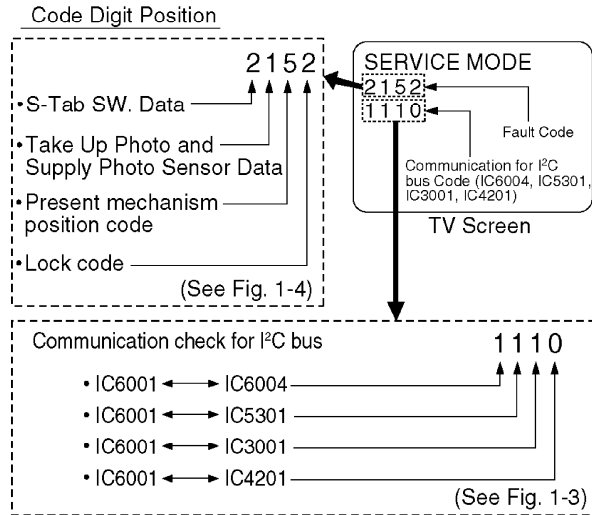 Code Digit Position
2152
•S-Tab SW. Data
•Take Up Photo and
Supply Photo Sensor Data
•Present mechanism
position code
•Lock code
(See Fig. 1-4)
SERVICE MODE
2152
1110
Fault Code
Communication for I²C
bus Code (IC6004, IC5301,
IC3001, IC4201)
TV Screen
Communication check for I²C bus
1110
• IC6001 IC6004
• IC6001 IC5301
• IC6001 IC3001
• IC6001 IC4201
(See Fig. 1-3)